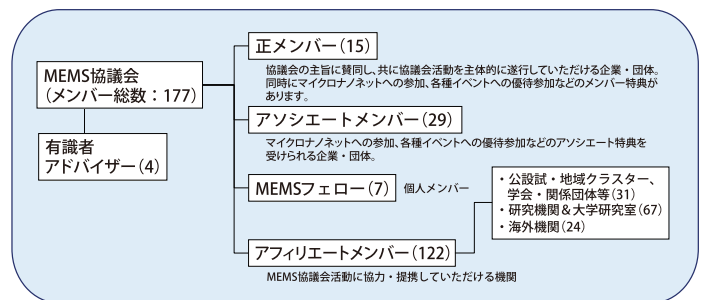 MEMS協議会
（メンバー総数：177）
有識者
アドバイザー（4）
正メンバー（15）
協議会の主旨に賛同し、共に協議会活動を主体的に遂行していただける企業・団体。
同時にマイクロナノネットへの参加、各種イベントへの優待参加などのメンバー特典が
あります。
アソシエートメンバー（29）
マイクロナノネットへの参加、各種イベントへの優待参加などのアソシエート特典を
受けられる企業・団体。
MEMSフェロー（7）
個人メンバー
アフィリエートメンバー（122）
MEMS協議会活動に協力・提携していただける機関
・公設試・地域クラスター、
学会・関係団体等（31）
・研究機関＆大学研究室（67）
・海外機関（24）